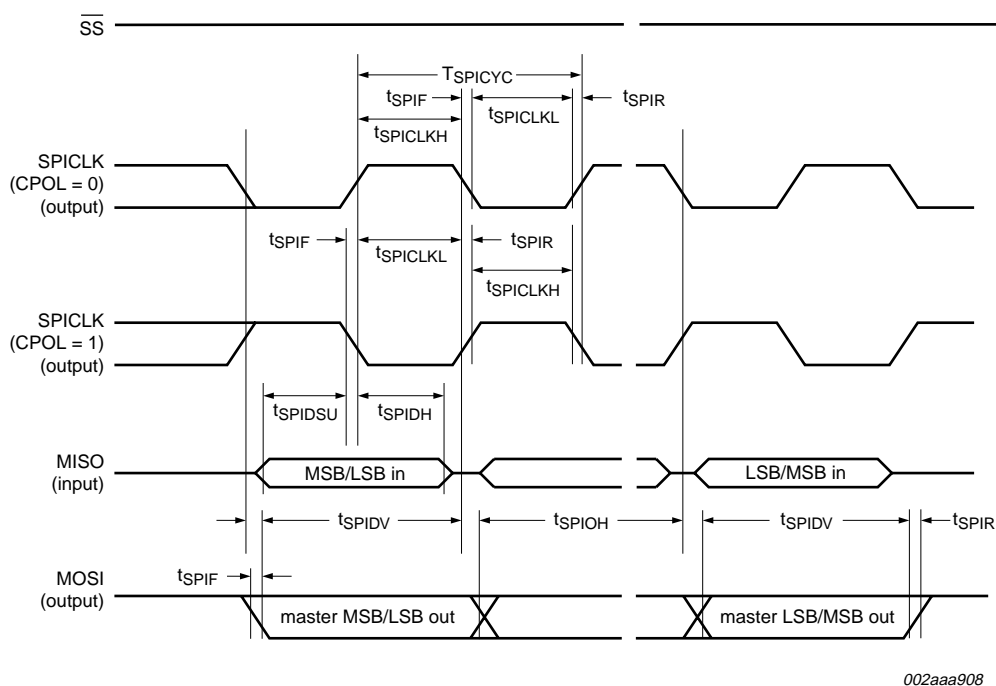 SS
TSPICYC
tSPIF tSPICLKL tSPIR
tSPICLKH
SPICLK
(CPOL = 0)
(output)
tSPIF tSPICLKL tSPIR
tSPICLKH
SPICLK
(CPOL = 1)
(output)
tSPIDSU tSPIDH
MISO
(input)
MSB/LSB in LSB/MSB in
tSPIDV tSPIOH tSPIDV tSPIR
tSPIF
MOSI
(output)
master MSB/LSB out master LSB/MSB out
002aaa908